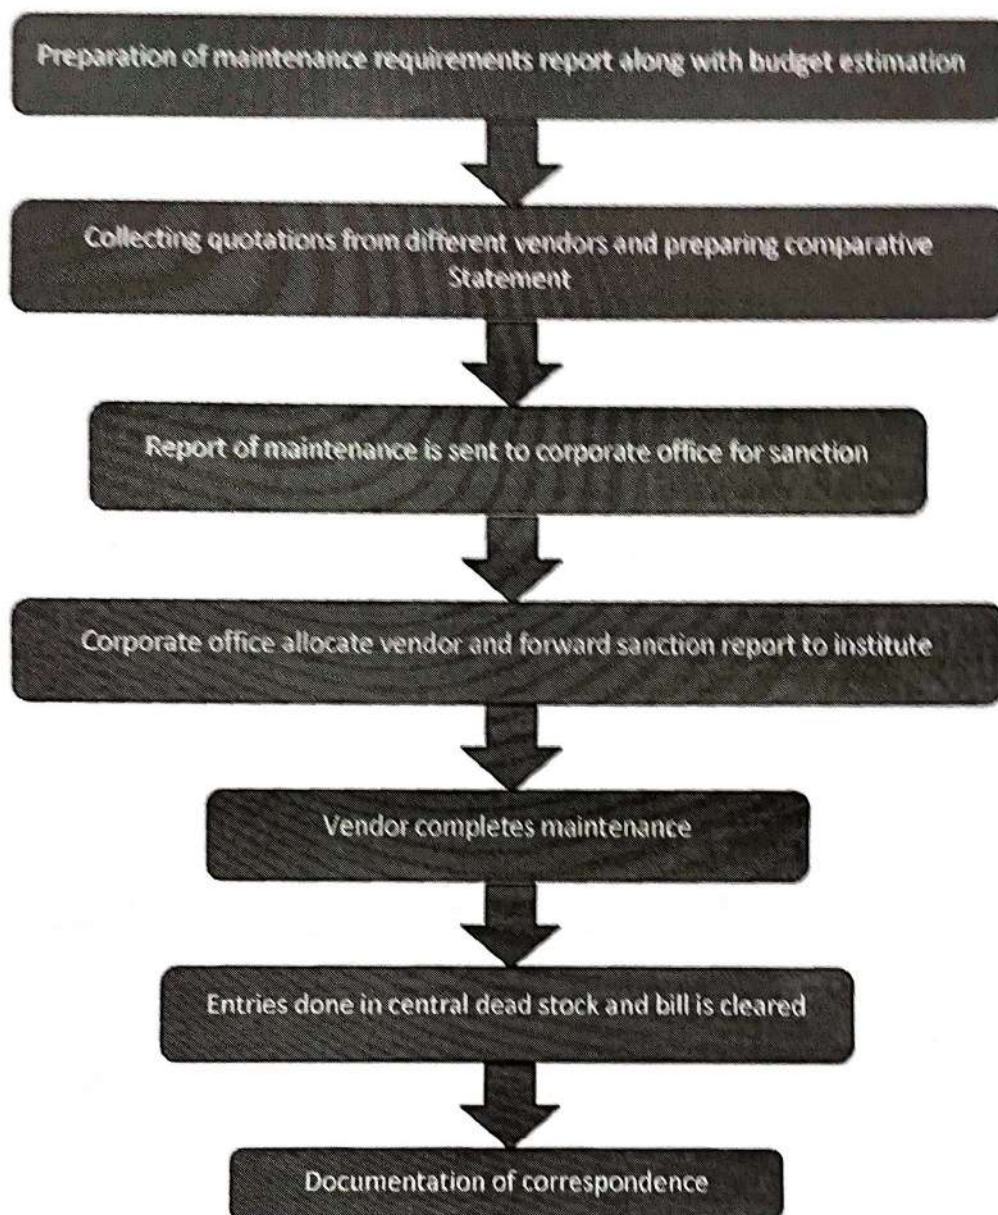 Preparation of maintenance requirements report along with budget estimation
Collecting quotations from different vendors and preparing comparative
Statement
Report of maintenance is sent to corporate office for sanction
Corporate office allocate vendor and forward sanction report to institute
Vendor completes maintenance
Entries done in central dead stock and bill is cleared
Documentation of correspondence